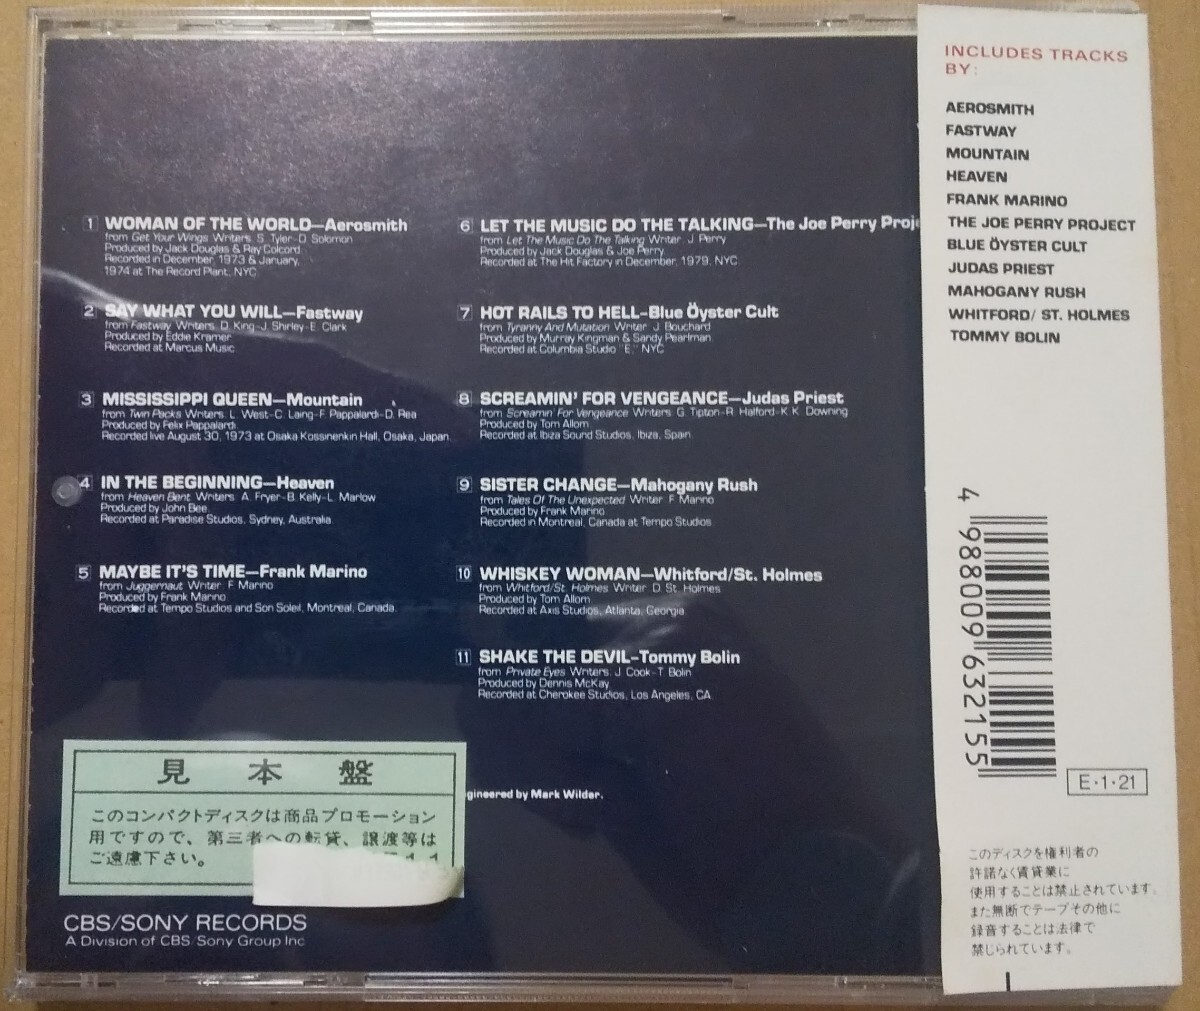 1 WOMAN OF THE WORLD—Aerosmith
from Get Your Wings Writers: S. Tyler-D. Solomon
Produced by Jack Douglas & Ray Colcord
Recorded in December, 1973 & January,
1974 at The Record Plant, NYC
2 SAY WHAT YOU WILL—Fastway
from Fastway Writers: D. King-J. Shirley-E. Clark
Produced by Eddie Kramer
Recorded at Marcus Music
3 MISSISSIPPI QUEEN—Mountain
from Twin Packs Writers: L. West-C. Laing-F. Pappalardi-D. Rea
Produced by Felix Pappalardi
Recorded live August 30, 1973 at Osaka Kossinenkin Hall, Osaka, Japan
4 IN THE BEGINNING—Heaven
from Heaven Bent Writers: A. Fryer-B. Kelly-L. Marlow
Produced by John Bee
Recorded at Paradise Studios, Sydney, Australia
5 MAYBE IT'S TIME—Frank Marino
from Juggernaut Writer: F. Marino
Produced by Frank Marino
Recorded at Tempo Studios and Son Soleil, Montreal, Canada
6 LET THE MUSIC DO THE TALKING—The Joe Perry Proje
from Let The Music Do The Talking Writer: J. Perry
Produced by Jack Douglas & Joe Perry
Recorded at The Hit Factory in December, 1979, NYC
7 HOT RAILS TO HELL–Blue Öyster Cult
from Tyranny And Mutation Writer: J. Bouchard
Produced by Murray Kingman & Sandy Pearlman
Recorded at Columbia Studio "E," NYC
8 SCREAMIN' FOR VENGEANCE—Judas Priest
from Screamin' For Vengeance Writers: G. Tipton-R. Halford-K.K. Downing
Produced by Tom Allom
Recorded at Ibiza Sound Studios, Ibiza, Spain
9 SISTER CHANGE—Mahogany Rush
from Tales Of The Unexpected Writer: F. Marino
Produced by Frank Marino
Recorded in Montreal, Canada at Tempo Studios
10 WHISKEY WOMAN—Whitford/St. Holmes
from Whitford/St. Holmes Writer: D. St. Holmes
Produced by Tom Allom
Recorded at Axis Studios, Atlanta, Georgia
11 SHAKE THE DEVIL–Tommy Bolin
from Private Eyes Writers: J. Cook-T. Bolin
Produced by Dennis McKay
Recorded at Cherokee Studios, Los Angeles, CA
gineered by Mark Wilder.
見本盤
このコンパクトディスクは商品プロモーション
用ですので、第三者への転貸、譲渡等は
ご遠慮下さい。
CBS/SONY RECORDS
A Division of CBS/Sony Group Inc
INCLUDES TRACKS
BY:
AEROSMITH
FASTWAY
MOUNTAIN
HEAVEN
FRANK MARINO
THE JOE PERRY PROJECT
BLUE ÖYSTER CULT
JUDAS PRIEST
MAHOGANY RUSH
WHITFORD/ ST. HOLMES
TOMMY BOLIN
4 988009 632155
E·1·21
このディスクを権利者の
許諾なく賃貸業に
使用することは禁止されています。
また無断でテープその他に
録音することは法律で
禁じられています。